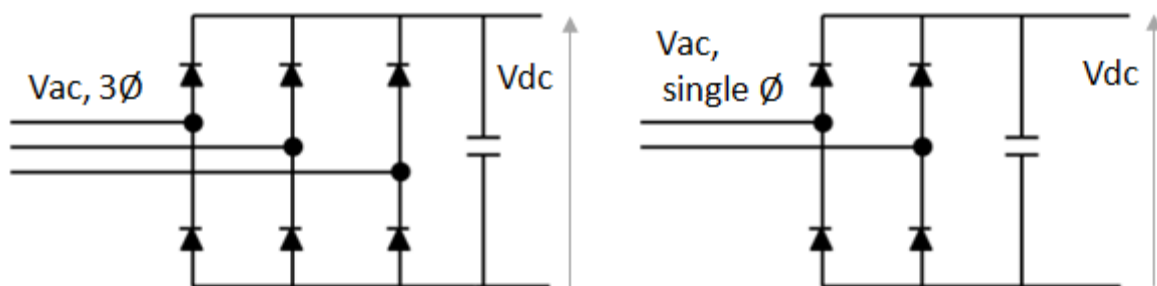 Vac, 3Ø
Vdc
Vac,
single Ø
Vdc